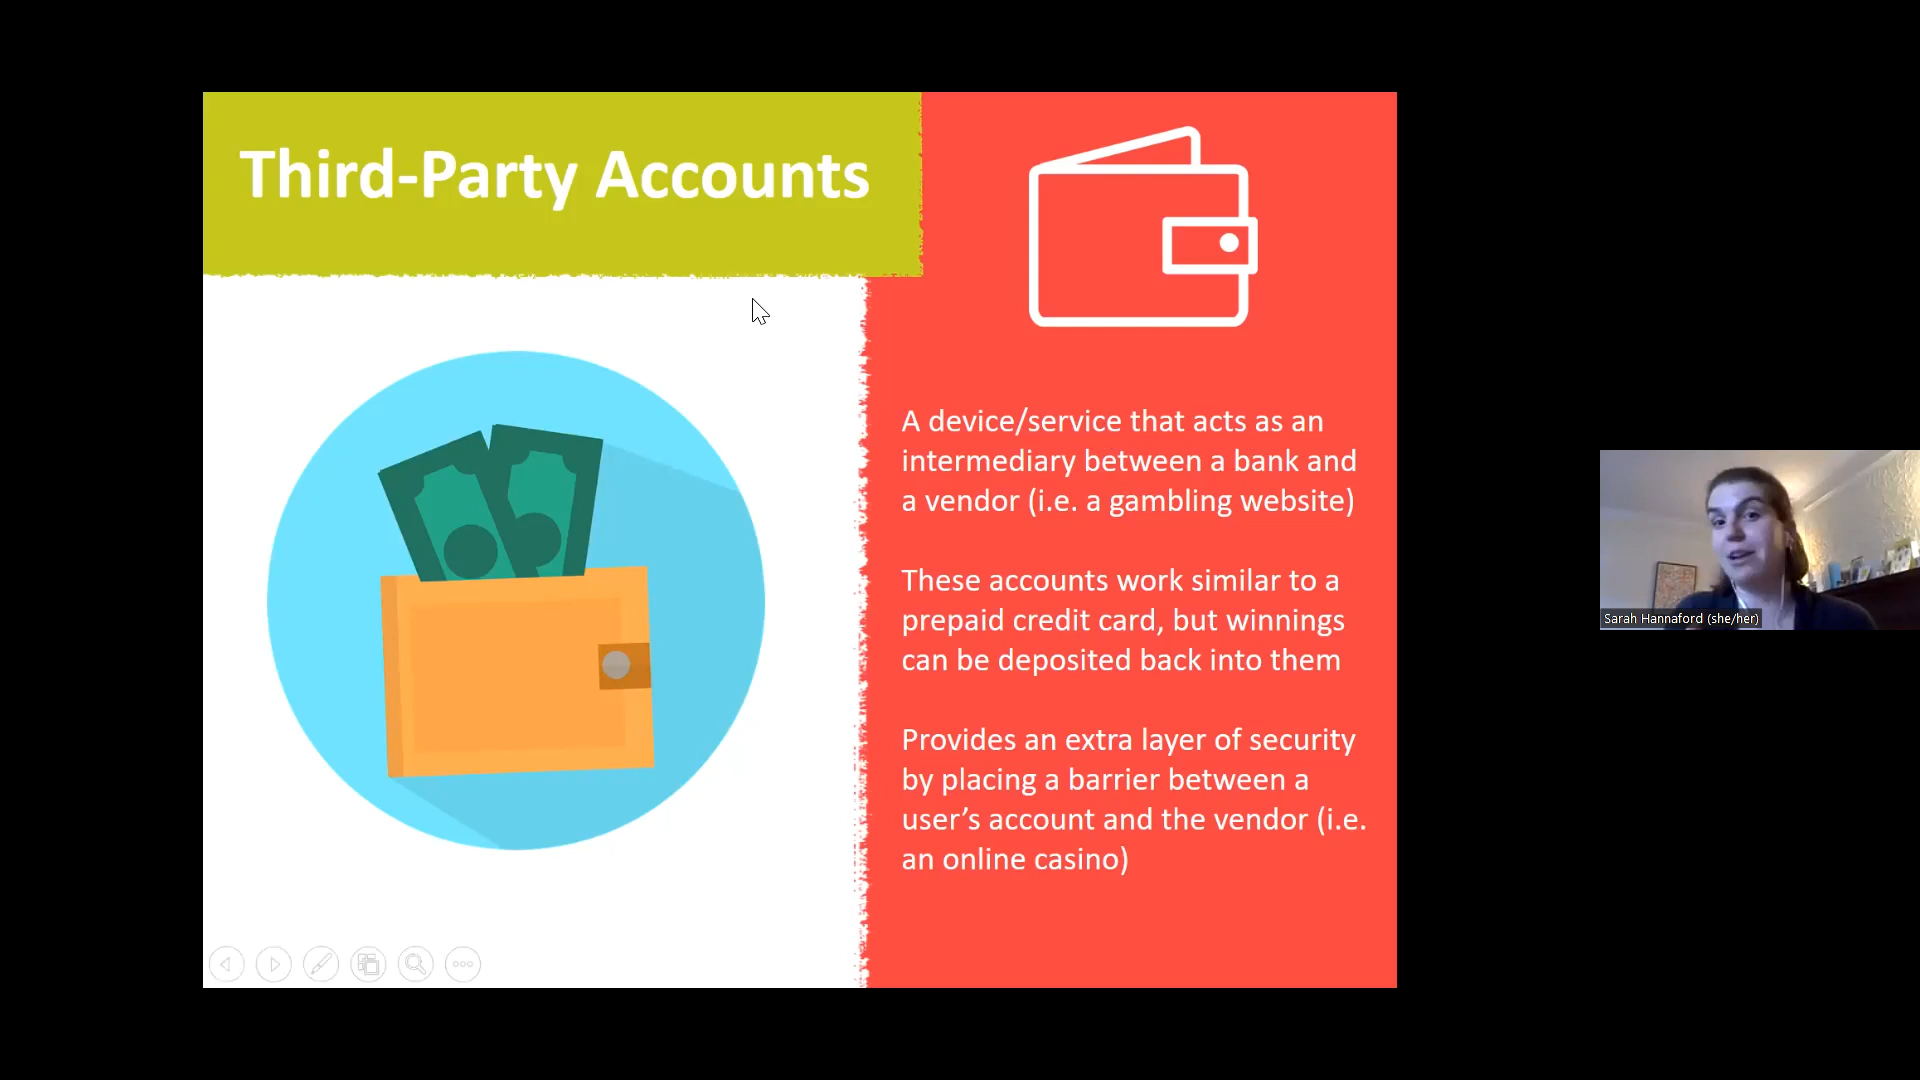 Third-Party Accounts
A device/service that acts as an
intermediary between a bank and
a vendor (i.e. a gambling website)
These accounts work similar to a
prepaid credit card, but winnings
can be deposited back into them
Provides an extra layer of security
by placing a barrier between a
user’s account and the vendor (i.e.
an online casino)
Sarah Hannaford (she/her)